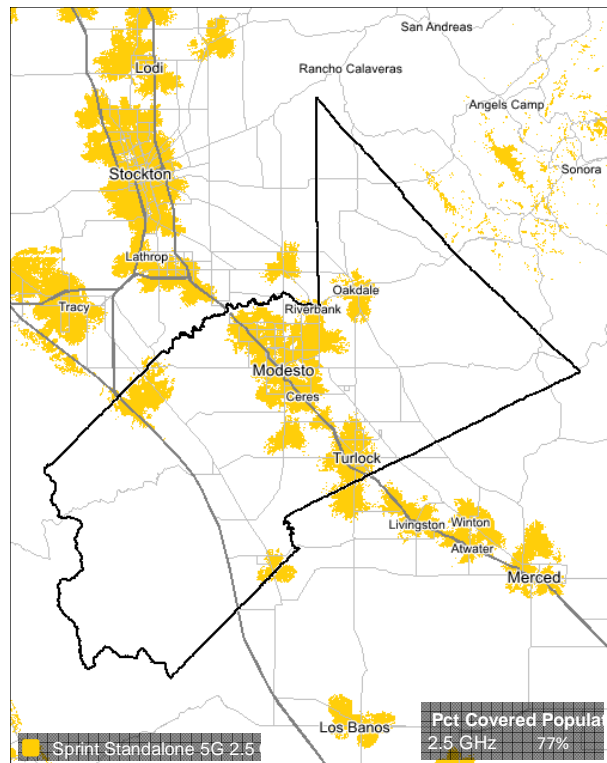 San Andreas
Lodi
Rancho Calaveras
Angels Camp
Sonora
Stockton
Lathrop
Tracy
Oakdale
Riverbank
Modesto
Ceres
Turlock
Livingston
Winton
Atwater
Merced
Los Banos
Pct Covered Populat
2.5 GHz 77%
Sprint Standalone 5G 2.5